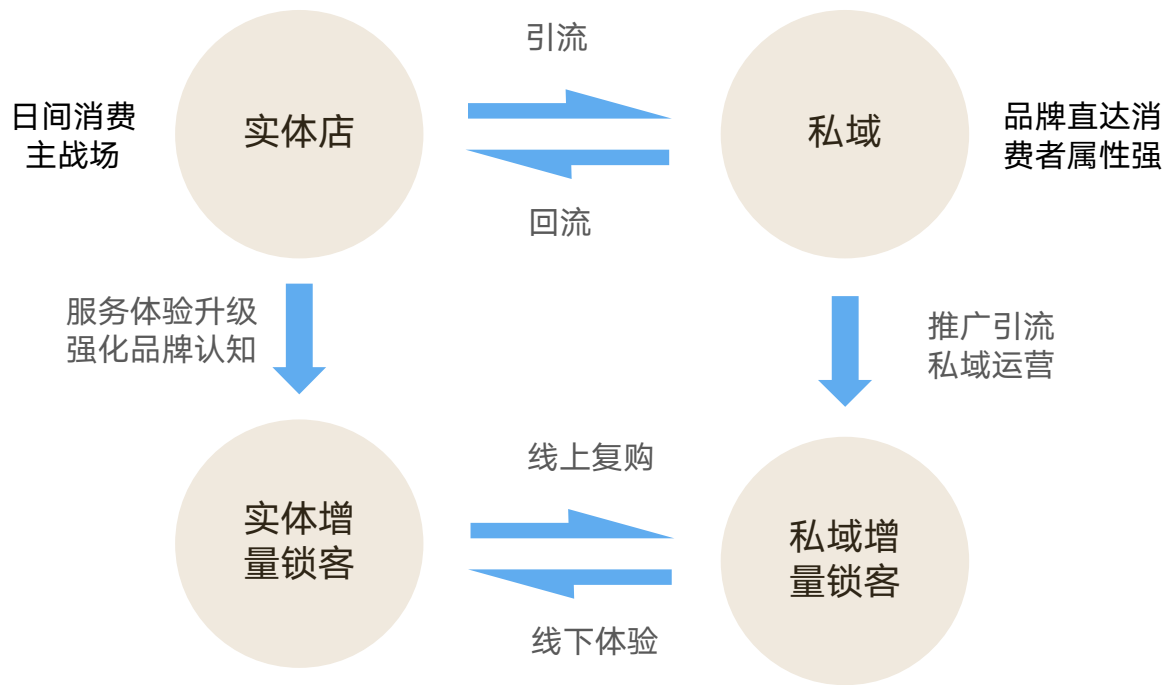 引流
日间消费
主战场
实体店
私域
品牌直达消
费者属性强
回流
服务体验升级
强化品牌认知
推广引流
私域运营
线上复购
实体增
量锁客
私域增
量锁客
线下体验